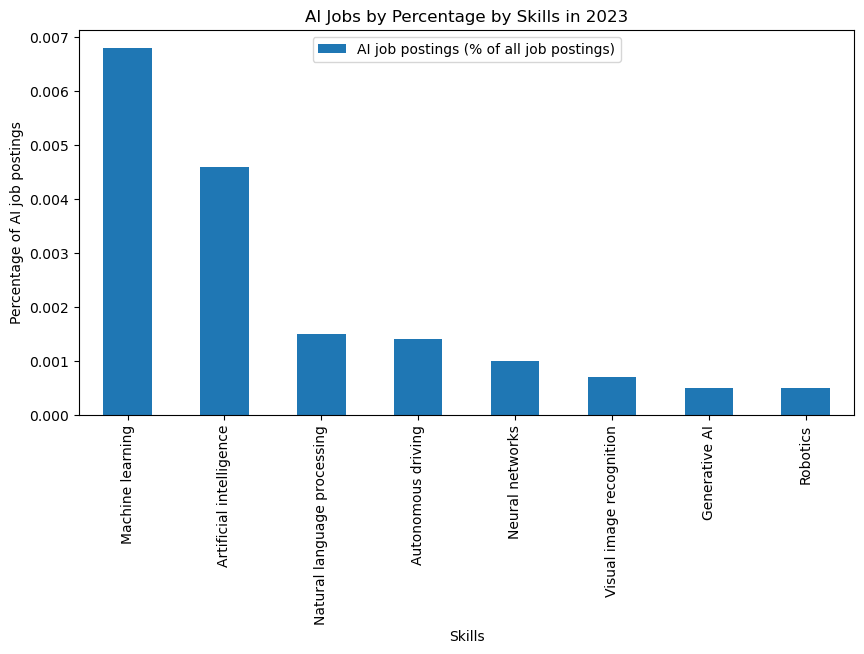 AI Jobs by Percentage by Skills in 2023
AI job postings (% of all job postings)
Percentage of AI job postings
0.007
0.006
0.005
0.004
0.003
0.002
0.001
0.000
Machine learning
Artificial intelligence
Natural language processing
Autonomous driving
Neural networks
Visual image recognition
Generative AI
Robotics
Skills